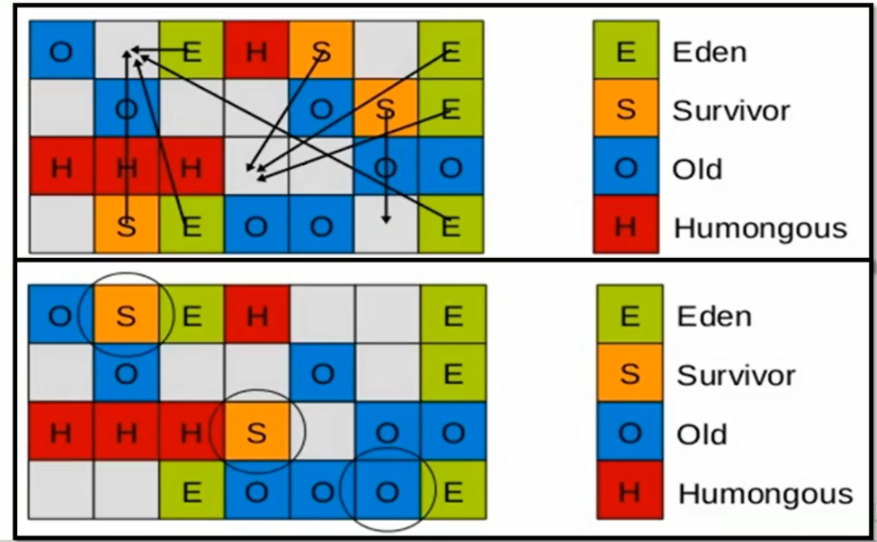 O E H S E E Eden
O O S E S Survivor
H H H O O O Old
S E O O E H Humongous
O S E H E E Eden
O O E S Survivor
H H H S O O O Old
E O O O E H Humongous